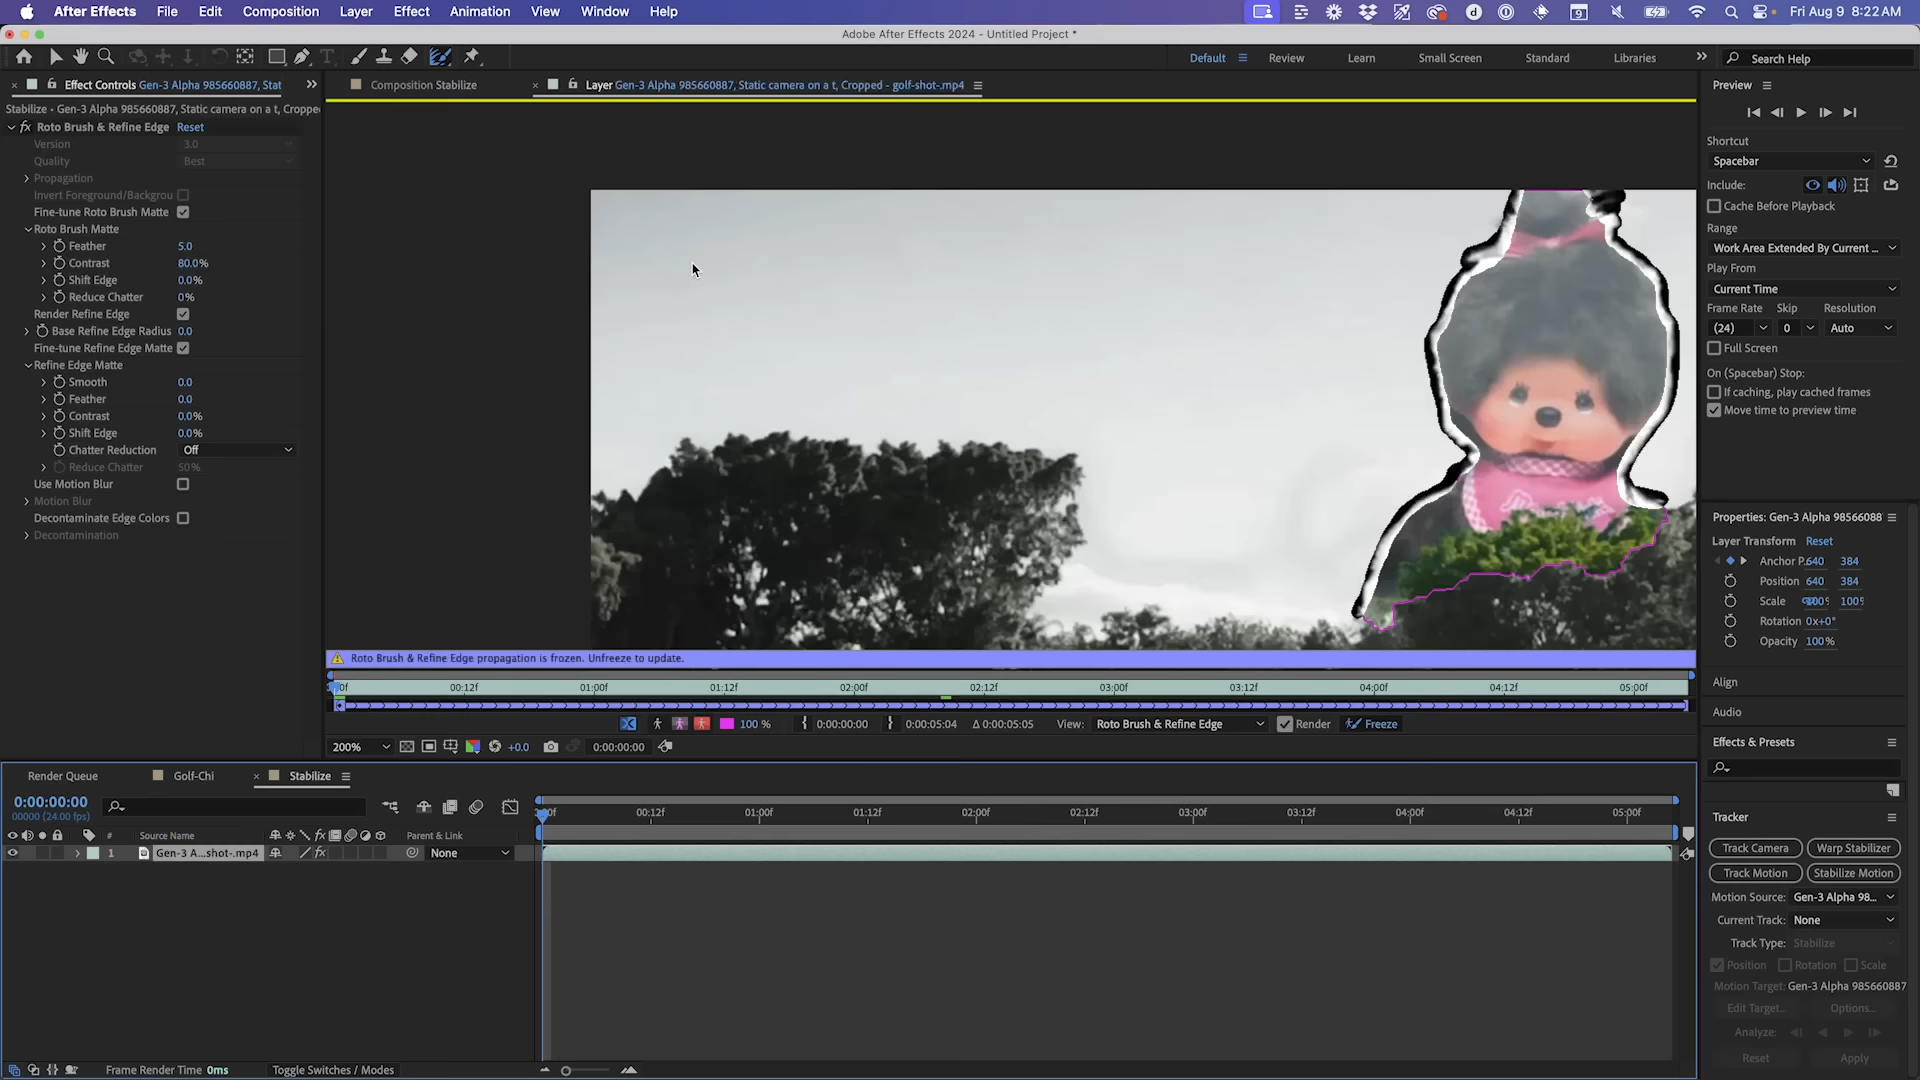 After Effects File Edit Composition Layer Effect Animation View Window Help
Fri Aug 9 8:22 AM
Adobe After Effects 2024 - Untitled Project *
Default Review Learn Small Screen Standard Libraries
Search Help
Effect Controls Gen-3 Alpha 985660887, Stat
Composition Stabilize
Layer Gen-3 Alpha 985660887, Static camera on a t, Cropped - golf-shot-.mp4
Preview
Stabilize • Gen-3 Alpha 985660887, Static camera on a t, Croppe
fx Roto Brush & Refine Edge Reset
Version 3.0
Quality Best
Propagation
Invert Foreground/Backgrou
Fine-tune Roto Brush Matte
Roto Brush Matte
Feather 5.0
Contrast 80.0%
Shift Edge 0.0%
Reduce Chatter 0%
Render Refine Edge
Base Refine Edge Radius 0.0
Fine-tune Refine Edge Matte
Refine Edge Matte
Smooth 0.0
Feather 0.0
Contrast 0.0%
Shift Edge 0.0%
Chatter Reduction Off
Reduce Chatter 50%
Use Motion Blur
Motion Blur
Decontaminate Edge Colors
Decontamination
Shortcut
Spacebar
Include:
Cache Before Playback
Range
Work Area Extended By Current ...
Play From
Current Time
Frame Rate Skip Resolution
(24) 0 Auto
Full Screen
On (Spacebar) Stop:
If caching, play cached frames
Move time to preview time
Properties: Gen-3 Alpha 98566088
Layer Transform Reset
Anchor P. 640 384
Position 640 384
Scale 100% 100%
Rotation 0x+0°
Opacity 100%
Align
Audio
Effects & Presets
Tracker
Track Camera Warp Stabilizer
Track Motion Stabilize Motion
Motion Source: Gen-3 Alpha 98...
Current Track: None
Track Type: Stabilize
Position Rotation Scale
Motion Target: Gen-3 Alpha 985660887
Edit Target... Options...
Analyze:
Reset Apply
Roto Brush & Refine Edge propagation is frozen. Unfreeze to update.
00f 00:12f 01:00f 01:12f 02:00f 02:12f 03:00f 03:12f 04:00f 04:12f 05:00f
100 % 0:00:00:00 0:00:05:04 Δ 0:00:05:05 View: Roto Brush & Refine Edge Render Freeze
200% +0.0 0:00:00:00
Render Queue Golf-Chi Stabilize
0:00:00:00
00000 (24.00 fps)
:00f 00:12f 01:00f 01:12f 02:00f 02:12f 03:00f 03:12f 04:00f 04:12f 05:00f
# Source Name fx Parent & Link
1 Gen-3 A...shot-.mp4 fx None
Frame Render Time 0ms Toggle Switches / Modes